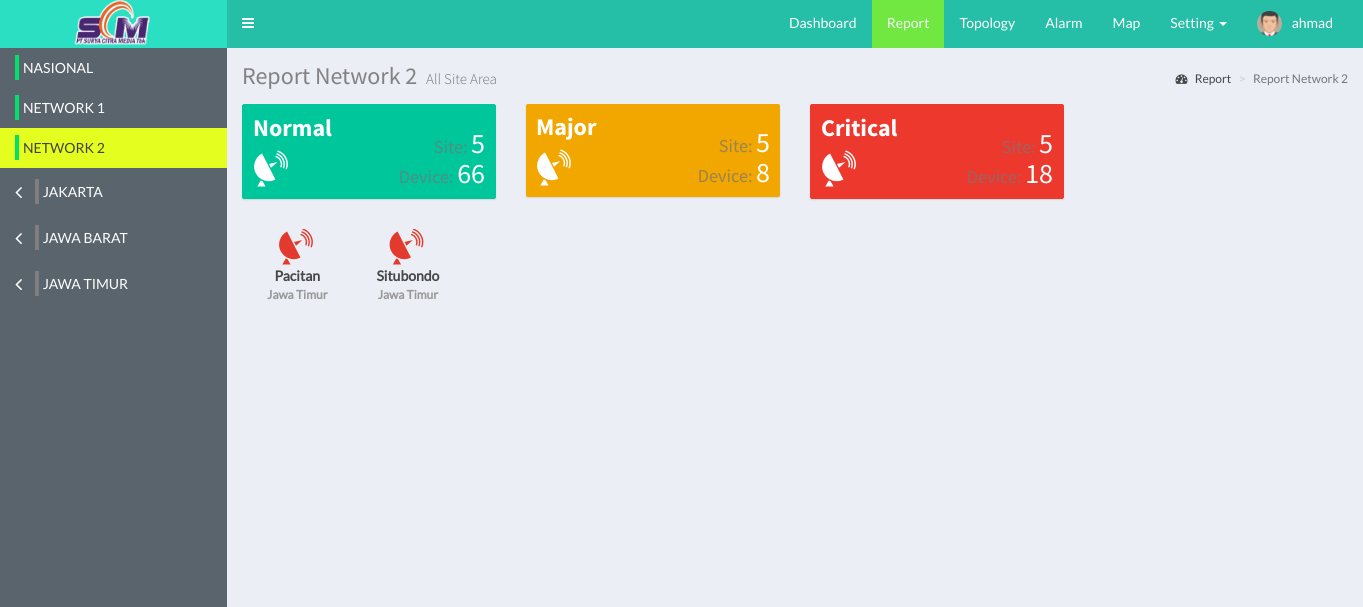 SCM
PT SURYA CITRA MEDIA Tbk
Dashboard
Report
Topology
Alarm
Map
Setting
ahmad
NASIONAL
NETWORK 1
NETWORK 2
JAKARTA
JAWA BARAT
JAWA TIMUR
Report Network 2 All Site Area
Report > Report Network 2
Normal
Site: 5
Device: 66
Major
Site: 5
Device: 8
Critical
Site: 5
Device: 18
Pacitan
Jawa Timur
Situbondo
Jawa Timur